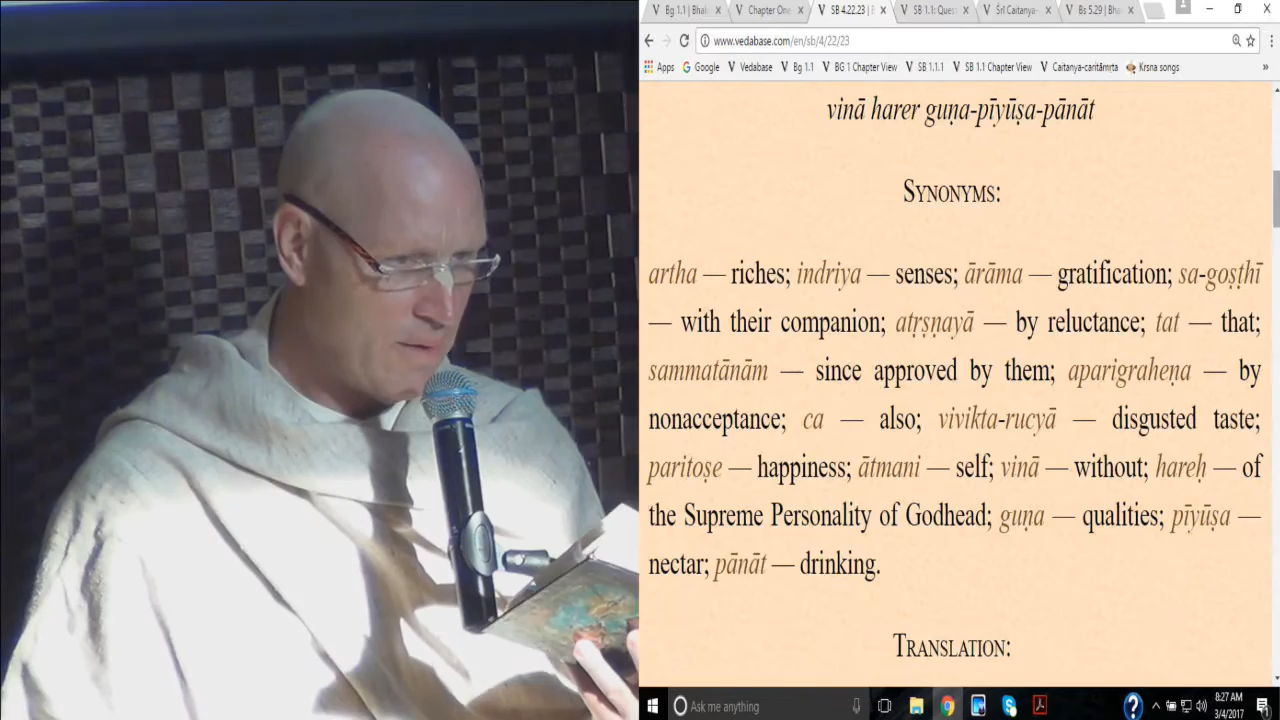 Bg 1.1 | Bhak
Chapter One
SB 4.22.23 |
SB 1.1: Quest
Śrī Caitanya-
Bs 5.29 | Bha
www.vedabase.com/en/sb/4/22/23
Apps
Google
Vedabase
Bg 1.1
BG 1 Chapter View
SB 1.1.1
SB 1.1 Chapter View
Caitanya-caritāmṛta
Krsna songs
»
vinā harer guṇa-pīyūṣa-pānāt
SYNONYMS:
artha — riches; indriya — senses; ārāma — gratification; sa-goṣṭhī
— with their companion; atṛṣṇayā — by reluctance; tat — that;
sammatānām — since approved by them; aparigraheṇa — by
nonacceptance; ca — also; vivikta-rucyā — disgusted taste;
paritoṣe — happiness; ātmani — self; vinā — without; hareḥ — of
the Supreme Personality of Godhead; guṇa — qualities; pīyūṣa —
nectar; pānāt — drinking.
TRANSLATION:
Ask me anything
8:27 AM
3/4/2017